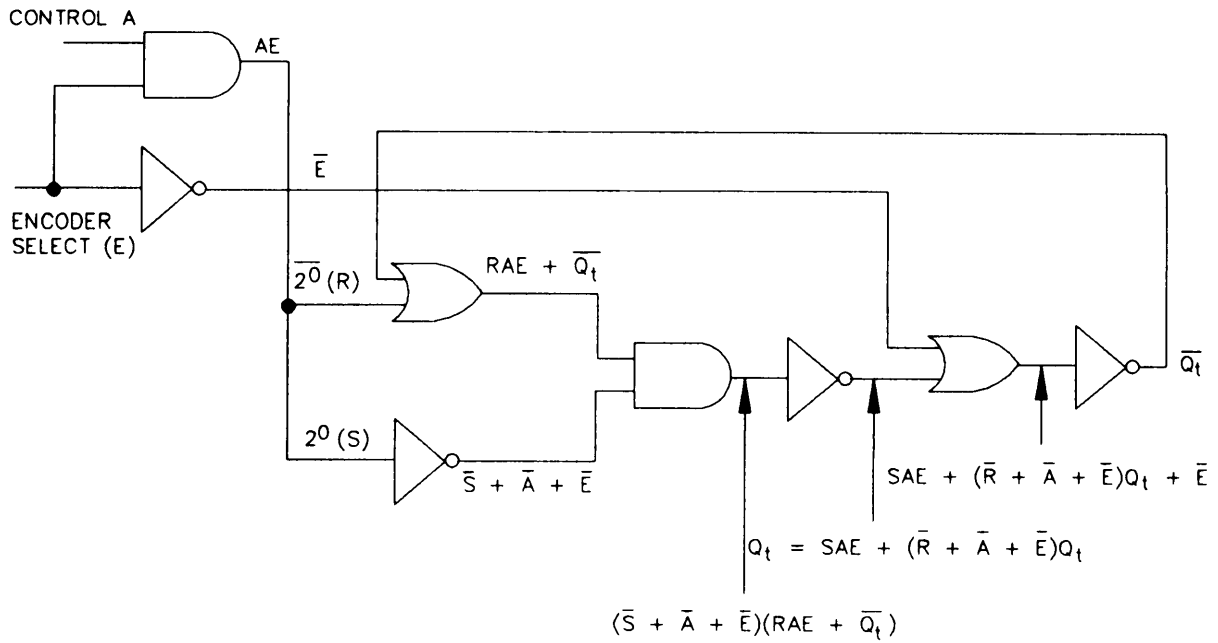 CONTROL A
AE
E̅
ENCODER
SELECT (E)
2̅⁰̅ (R)
RAE + Q̅ₜ̅
Q̅ₜ̅
2⁰ (S)
S̅ + A̅ + E̅
SAE + (R̅ + A̅ + E̅)Qₜ + E̅
Qₜ = SAE + (R̅ + A̅ + E̅)Qₜ
(S̅ + A̅ + E̅)(RAE + Q̅ₜ̅)